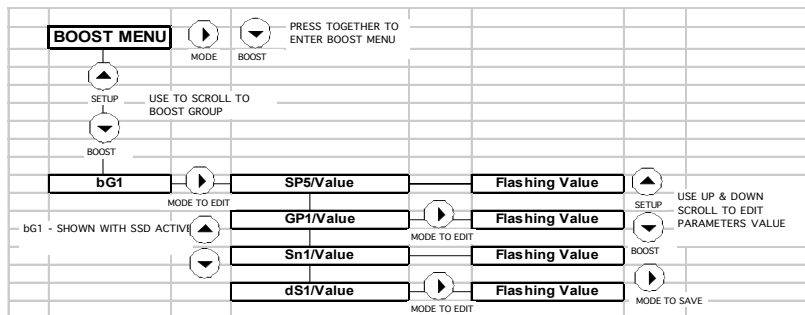 BOOST MENU
PRESS TOGETHER TO
ENTER BOOST MENU
MODE
BOOST
SETUP
USE TO SCROLL TO
BOOST GROUP
BOOST
bG1
SP5/Value
Flashing Value
MODE TO EDIT
SETUP
USE UP & DOWN
SCROLL TO EDIT
PARAMETERS VALUE
bG1 - SHOWN WITH SSD ACTIVE
GP1/Value
Flashing Value
MODE TO EDIT
BOOST
Sn1/Value
Flashing Value
dS1/Value
Flashing Value
MODE TO EDIT
MODE TO SAVE